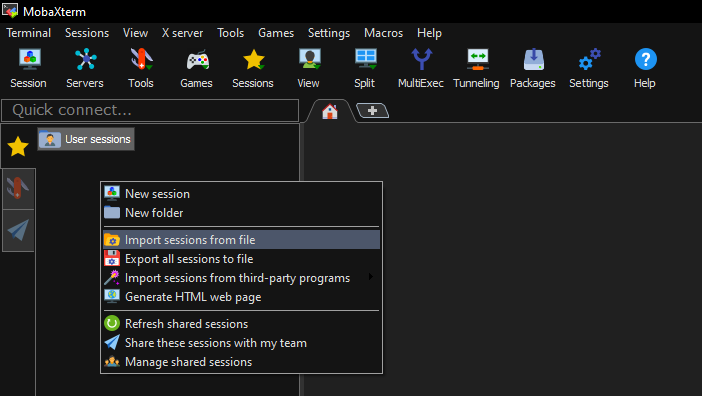 MobaXterm
Terminal Sessions View X server Tools Games Settings Macros Help
Session Servers Tools Games Sessions View Split MultiExec Tunneling Packages Settings Help
Quick connect...
User sessions
New session
New folder
Import sessions from file
Export all sessions to file
Import sessions from third-party programs
Generate HTML web page
Refresh shared sessions
Share these sessions with my team
Manage shared sessions